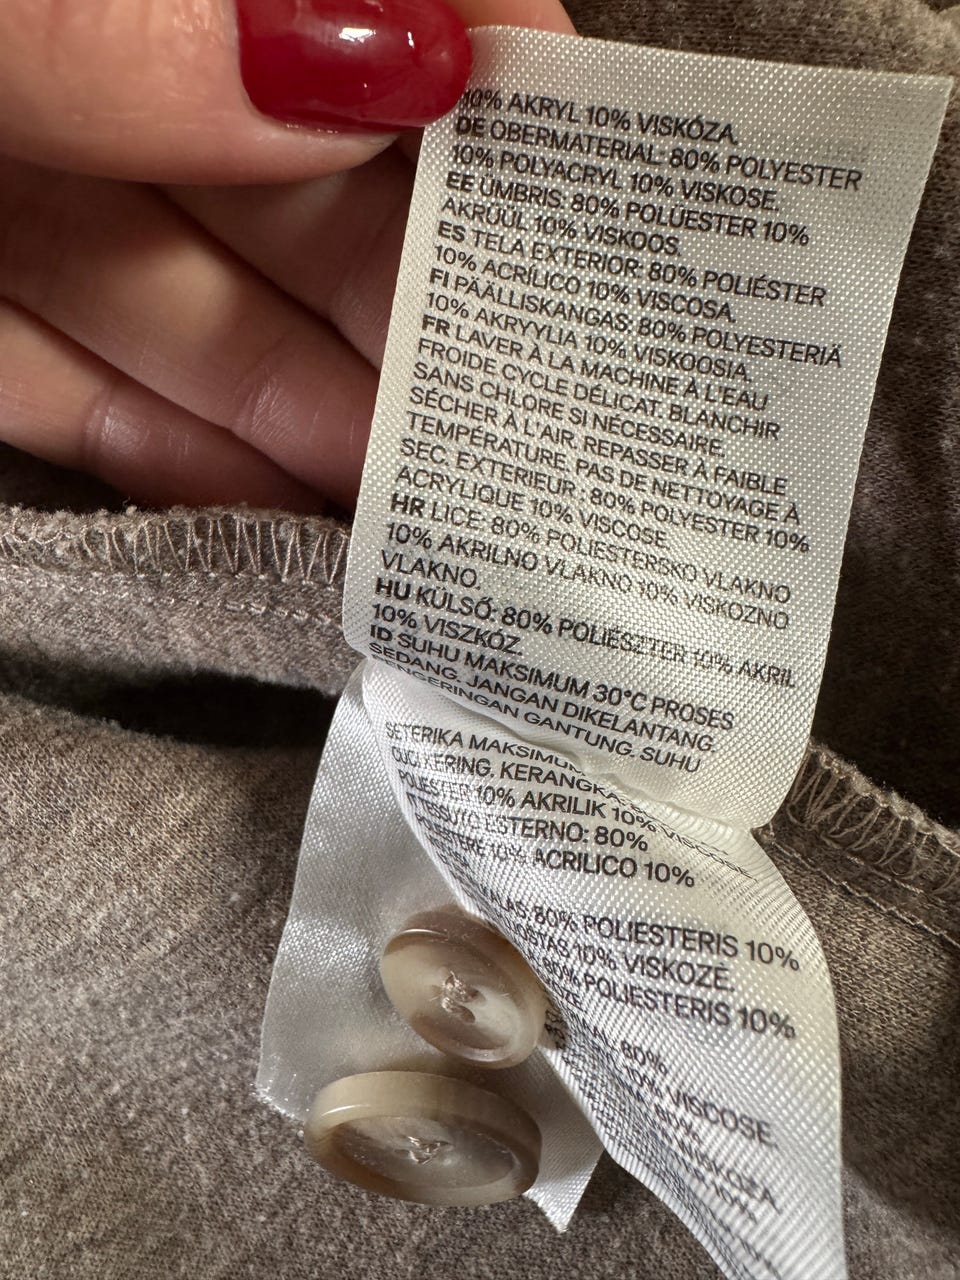 10% AKRYL 10% VISKÓZA.
DE OBERMATERIAL: 80% POLYESTER
10% POLYACRYL 10% VISKOSE.
EE ÜMBRIS: 80% POLÜESTER 10%
AKRÜÜL 10% VISKOOS.
ES TELA EXTERIOR: 80% POLIÉSTER
10% ACRÍLICO 10% VISCOSA.
FI PÄÄLLISKANGAS: 80% POLYESTERIÄ
10% AKRYYLIA 10% VISKOOSIA.
FR LAVER À LA MACHINE À L'EAU
FROIDE CYCLE DÉLICAT. BLANCHIR
SANS CHLORE SI NÉCESSAIRE.
SÉCHER À L'AIR. REPASSER À FAIBLE
TEMPÉRATURE. PAS DE NETTOYAGE À
SEC. EXTERIEUR : 80% POLYESTER 10%
ACRYLIQUE 10% VISCOSE.
HR LICE: 80% POLIESTERSKO VLAKNO
10% AKRILNO VLAKNO 10% VISKOZNO
VLAKNO.
HU KÜLSŐ: 80% POLIÉSZTER 10% AKRIL
10% VISZKÓZ.
ID SUHU MAKSIMUM 30°C PROSES
SEDANG. JANGAN DIKELANTANG.
PENGERINGAN GANTUNG. SUHU
SETERIKA MAKSIMUM
CUCI KERING. KERANGKA:
POLIESTER 10% AKRILIK 10% VISCOSE
TESSUTO ESTERNO: 80%
10% ACRILICO 10%
80% POLIESTERIS 10%
10% VISKOZĖ.
80% POLIESTERIS 10%
80%
VISCOSE.